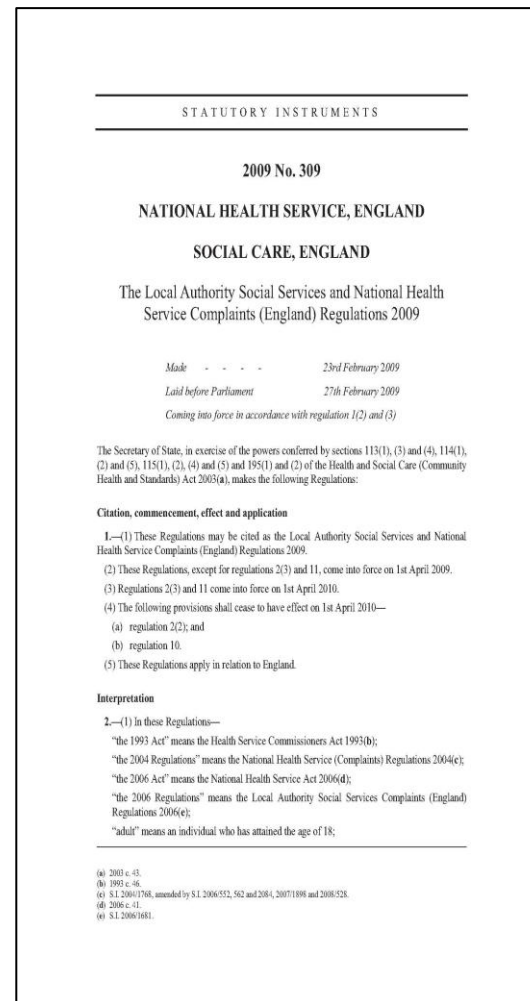 STATUTORY INSTRUMENTS
2009 No. 309
NATIONAL HEALTH SERVICE, ENGLAND
SOCIAL CARE, ENGLAND
The Local Authority Social Services and National Health
Service Complaints (England) Regulations 2009
Made - - - - 23rd February 2009
Laid before Parliament 27th February 2009
Coming into force in accordance with regulation 1(2) and (3)
The Secretary of State, in exercise of the powers conferred by sections 113(1), (3) and (4), 114(1),
(2) and (5), 115(1), (2), (4) and (5) and 195(1) and (2) of the Health and Social Care (Community
Health and Standards) Act 2003(a), makes the following Regulations:
Citation, commencement, effect and application
1.—(1) These Regulations may be cited as the Local Authority Social Services and National
Health Service Complaints (England) Regulations 2009.
(2) These Regulations, except for regulations 2(3) and 11, come into force on 1st April 2009.
(3) Regulations 2(3) and 11 come into force on 1st April 2010.
(4) The following provisions shall cease to have effect on 1st April 2010—
(a) regulation 2(2); and
(b) regulation 10.
(5) These Regulations apply in relation to England.
Interpretation
2.—(1) In these Regulations—
“the 1993 Act” means the Health Service Commissioners Act 1993(b);
“the 2004 Regulations” means the National Health Service (Complaints) Regulations 2004(c);
“the 2006 Act” means the National Health Service Act 2006(d);
“the 2006 Regulations” means the Local Authority Social Services Complaints (England)
Regulations 2006(e);
“adult” means an individual who has attained the age of 18;
(a) 2003 c. 43.
(b) 1993 c. 46.
(c) S.I. 2004/1768, amended by S.I. 2006/552, 562 and 2084, 2007/1898 and 2008/528.
(d) 2006 c. 41.
(e) S.I. 2006/1681.